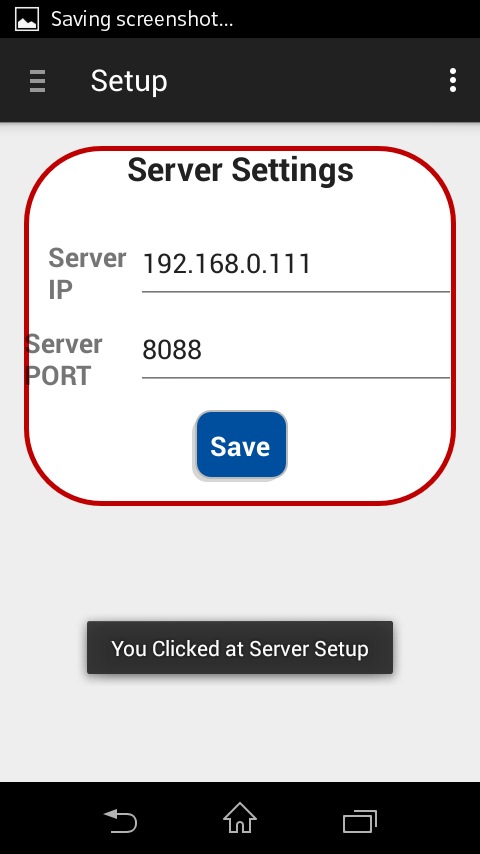 Saving screenshot...
Setup
Server Settings
Server
IP
192.168.0.111
Server
PORT
8088
Save
You Clicked at Server Setup